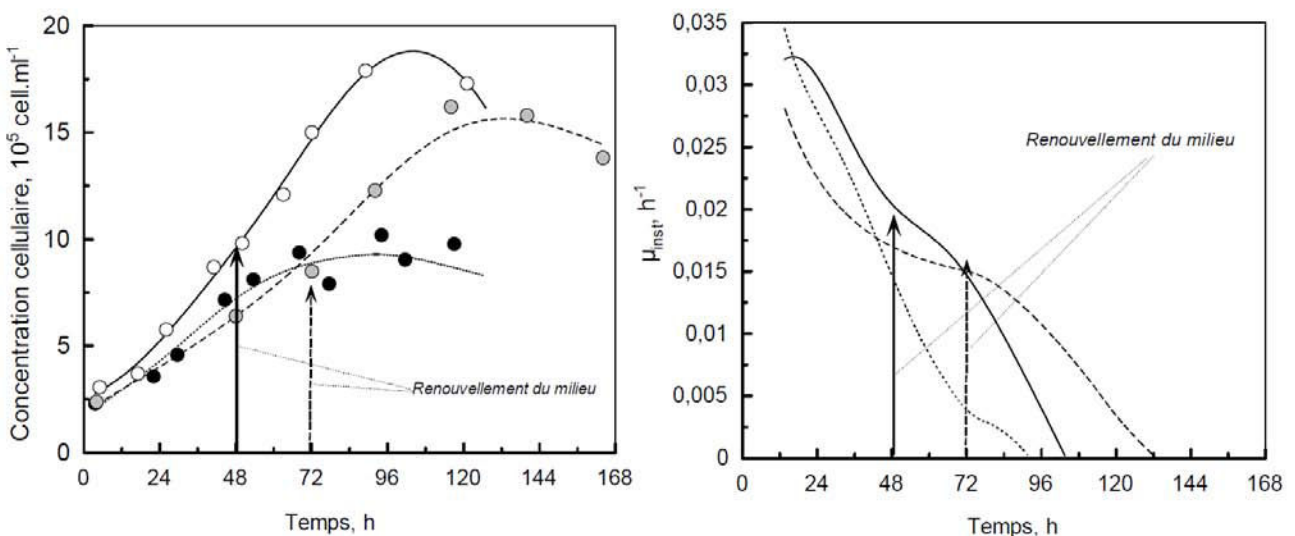 20
15
10
5
0
Concentration cellulaire, 10⁵ cell.ml⁻¹
Renouvellement du milieu
0 24 48 72 96 120 144 168
Temps, h
0,035
0,03
0,025
0,02
0,015
0,01
0,005
0
μinst, h⁻¹
Renouvellement du milieu
0 24 48 72 96 120 144 168
Temps, h